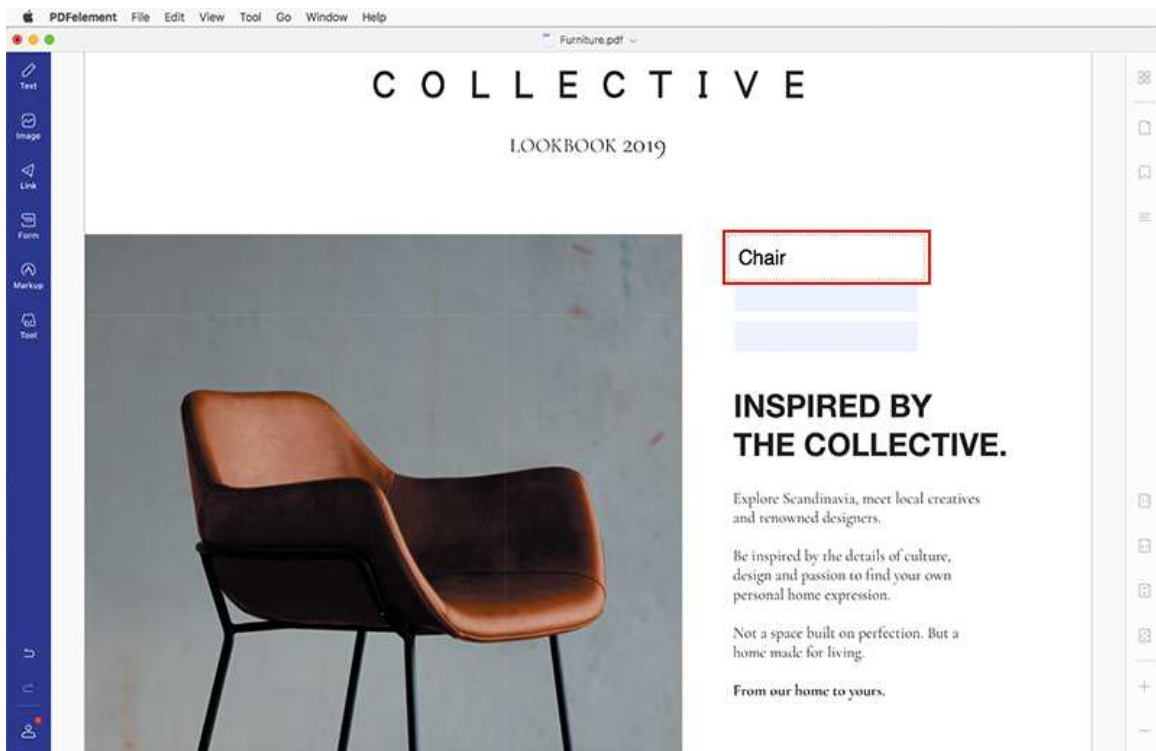 PDFelement File Edit View Tool Go Window Help
Furniture.pdf
Text
Image
Link
Form
Markup
Tool
COLLECTIVE
LOOKBOOK 2019
Chair
INSPIRED BY
THE COLLECTIVE.
Explore Scandinavia, meet local creatives
and renowned designers.
Be inspired by the details of culture,
design and passion to find your own
personal home expression.
Not a space built on perfection. But a
home made for living.
From our home to yours.